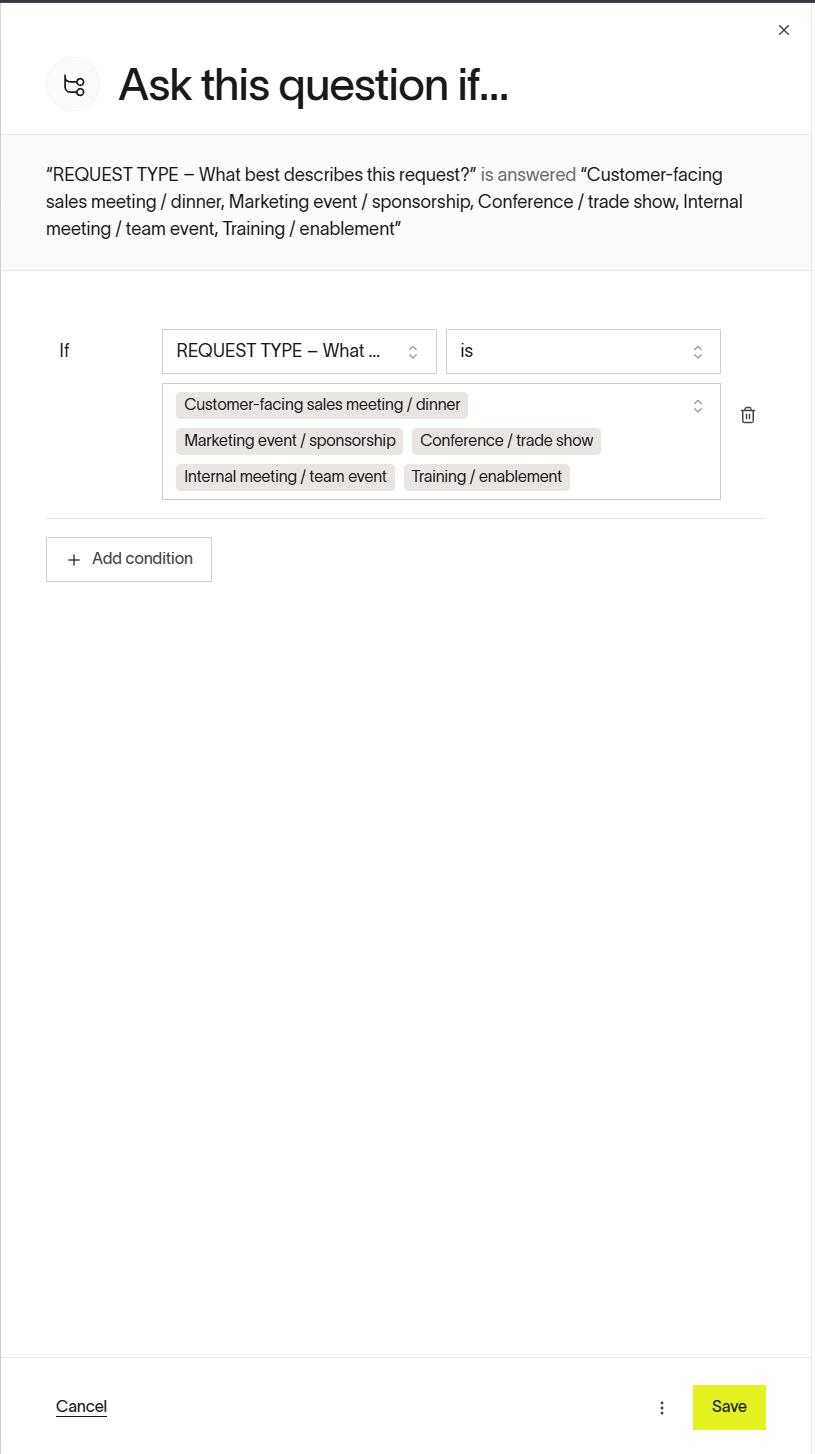 Ask this question if...
“REQUEST TYPE – What best describes this request?” is answered “Customer-facing
sales meeting / dinner, Marketing event / sponsorship, Conference / trade show, Internal
meeting / team event, Training / enablement”
If
REQUEST TYPE – What ...
is
Customer-facing sales meeting / dinner
Marketing event / sponsorship
Conference / trade show
Internal meeting / team event
Training / enablement
Add condition
Cancel
Save